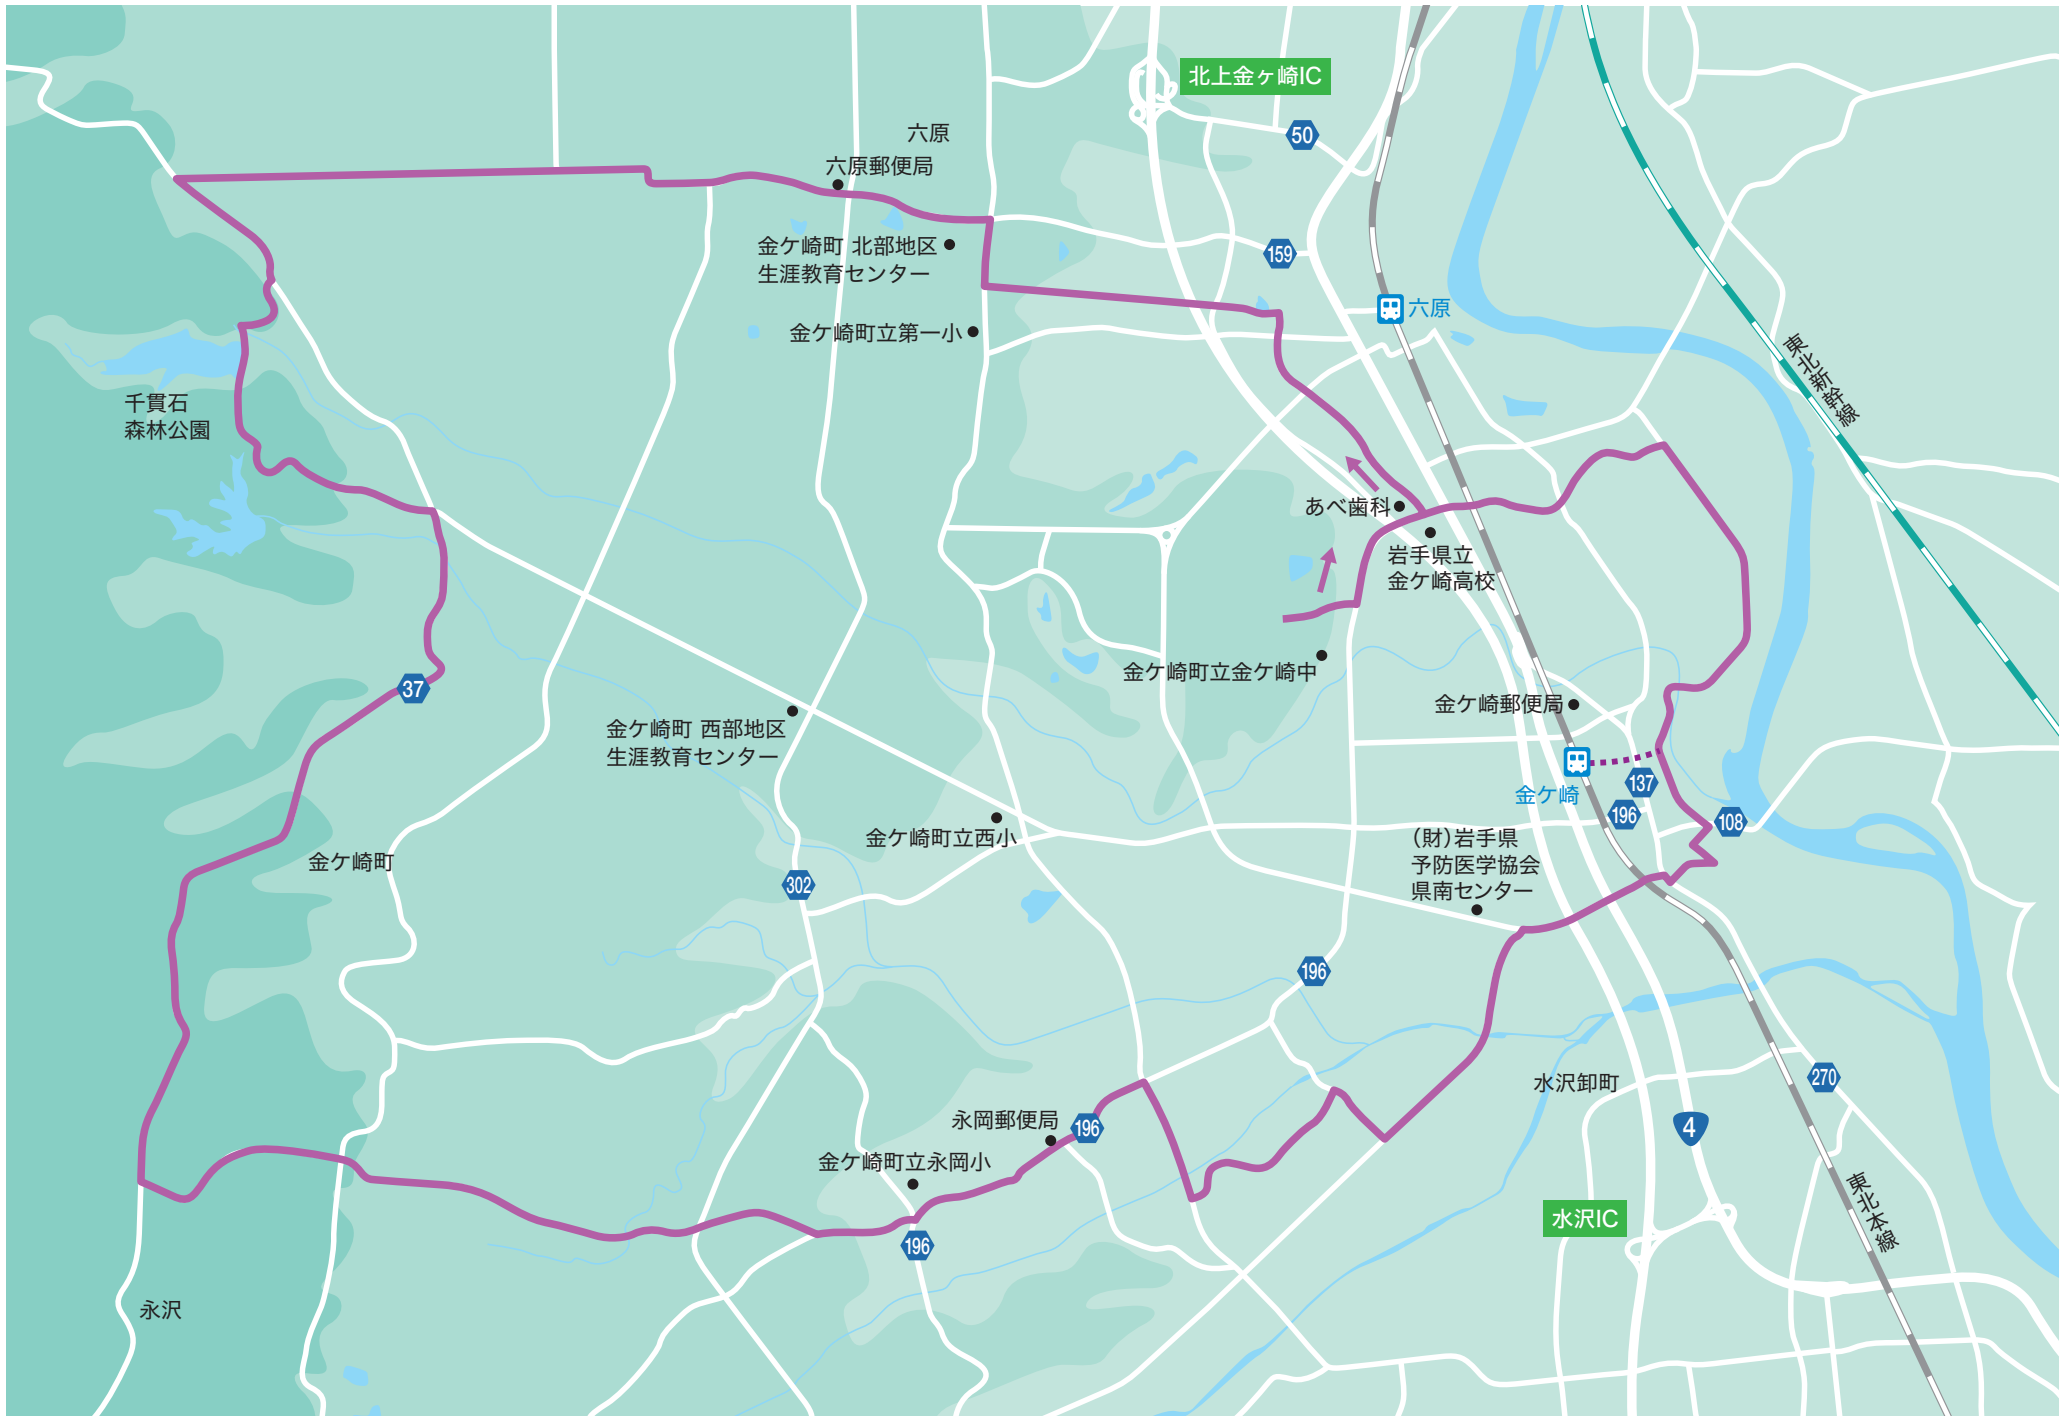 北上金ヶ崎IC
50
六原
六原郵便局
金ケ崎町 北部地区
生涯教育センター
159
六原
金ケ崎町立第一小
東北新幹線
千貫石
森林公園
あべ歯科
岩手県立
金ケ崎高校
金ケ崎町立金ケ崎中
37
金ケ崎郵便局
金ケ崎町 西部地区
生涯教育センター
金ケ崎
137
196
108
金ケ崎町立西小
(財)岩手県
予防医学協会
県南センター
金ケ崎町
302
196
水沢卸町
270
永岡郵便局
196
4
金ケ崎町立永岡小
東北本線
水沢IC
196
永沢